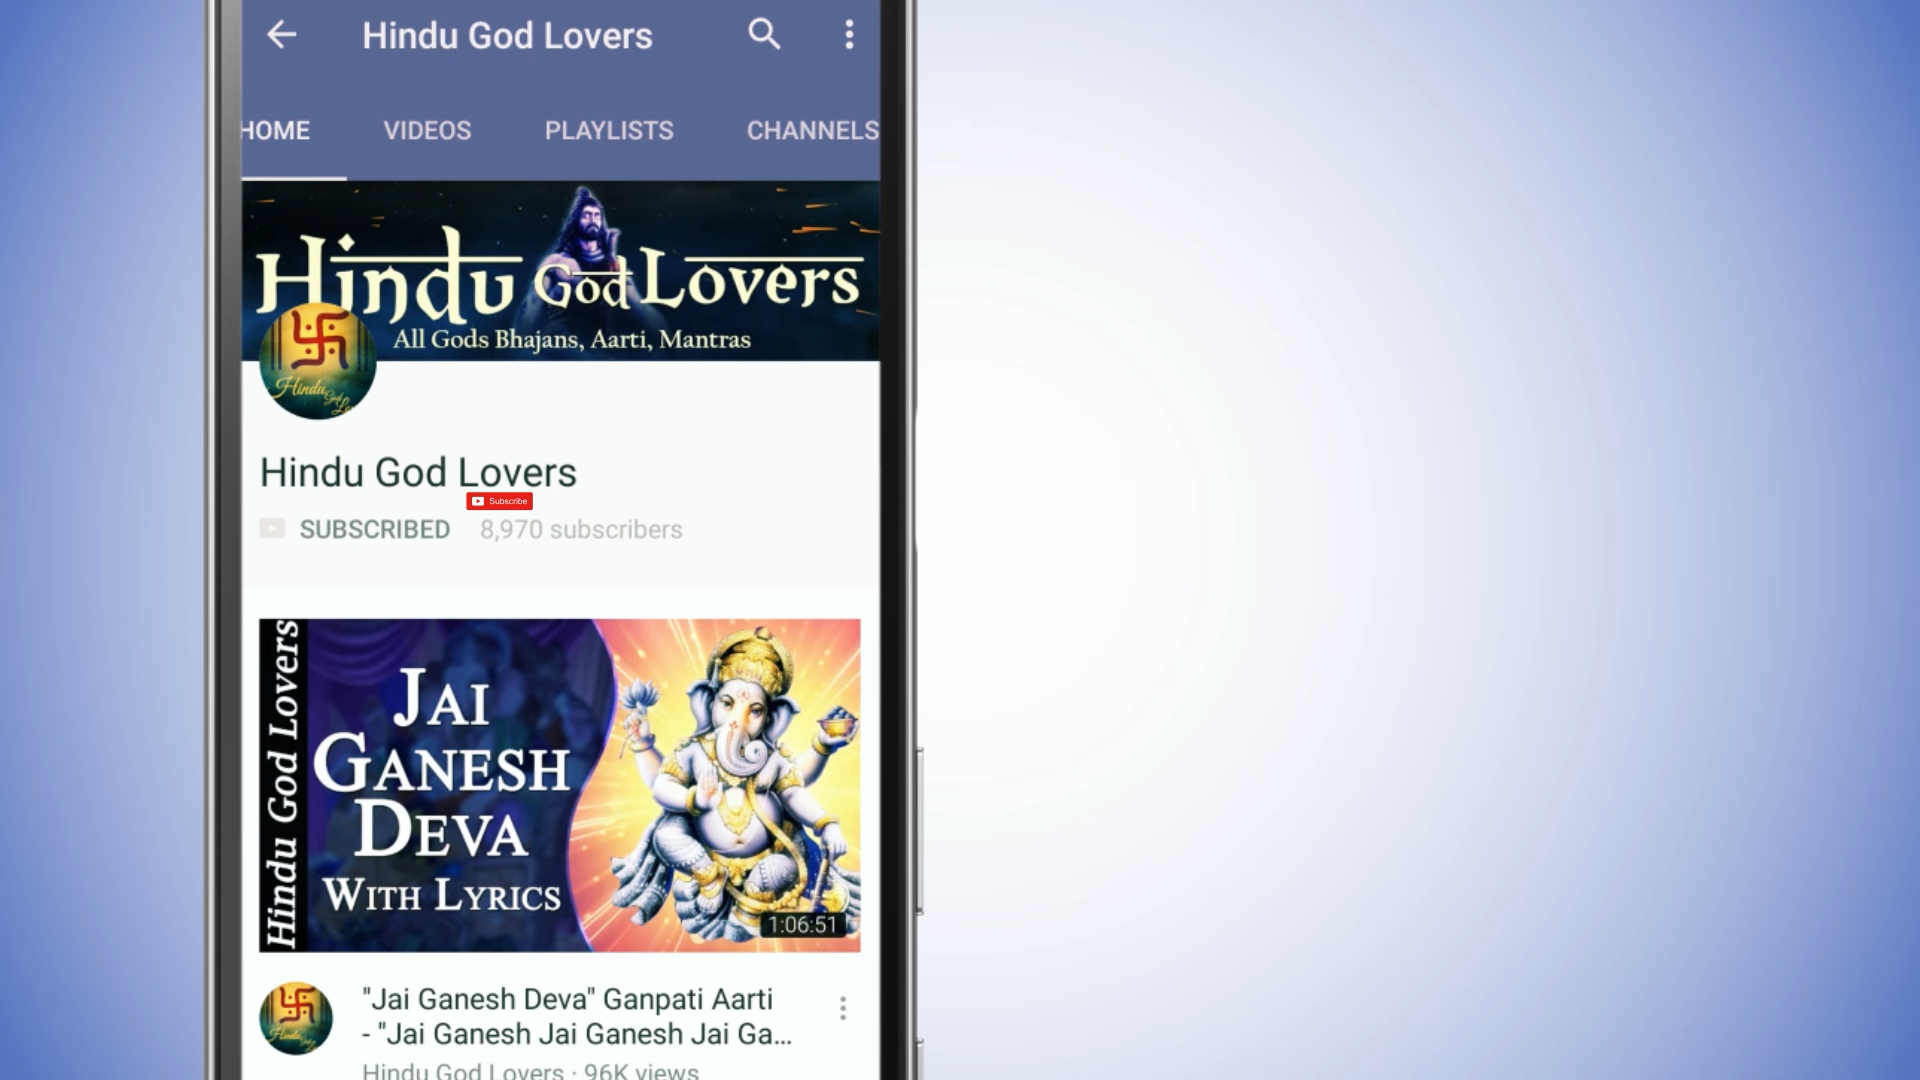 Hindu God Lovers
HOME VIDEOS PLAYLISTS CHANNELS
Hindu God Lovers
All Gods Bhajans, Aarti, Mantras
Hindu God
Hindu God Lovers
Subscribe
SUBSCRIBED 8,970 subscribers
Hindu God Lovers
JAI
GANESH
DEVA
WITH LYRICS
1:06:51
"Jai Ganesh Deva" Ganpati Aarti
- "Jai Ganesh Jai Ganesh Jai Ga...
Hindu God Lovers · 96K views